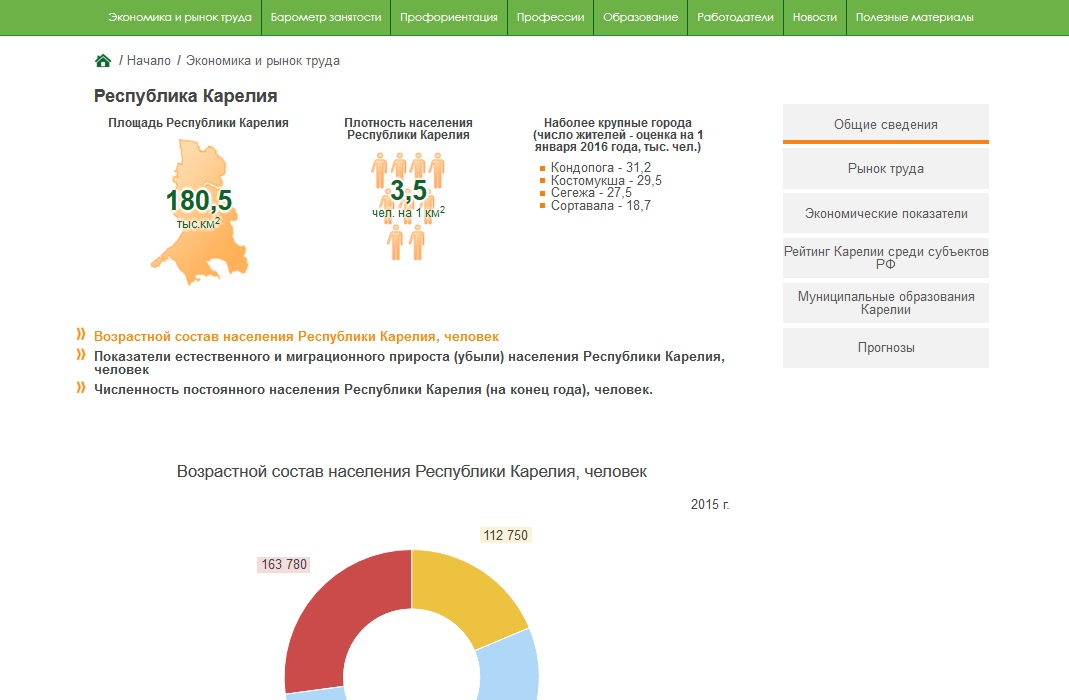 Экономика и рынок труда Барометр занятости Профориентация Профессии Образование Работодатели Новости Полезные материалы
/ Начало / Экономика и рынок труда
Республика Карелия
Площадь Республики Карелия
180,5
тыс.км²
Плотность населения
Республики Карелия
3,5
чел. на 1 км²
Наболее крупные города
(число жителей - оценка на 1
января 2016 года, тыс. чел.)
Кондопога - 31,2
Костомукша - 29,5
Сегежа - 27,5
Сортавала - 18,7
Общие сведения
Рынок труда
Экономические показатели
Рейтинг Карелии среди субъектов
РФ
Муниципальные образования
Карелии
Прогнозы
Возрастной состав населения Республики Карелия, человек
Показатели естественного и миграционного прироста (убыли) населения Республики Карелия,
человек
Численность постоянного населения Республики Карелия (на конец года), человек.
Возрастной состав населения Республики Карелия, человек
2015 г.
112 750
163 780